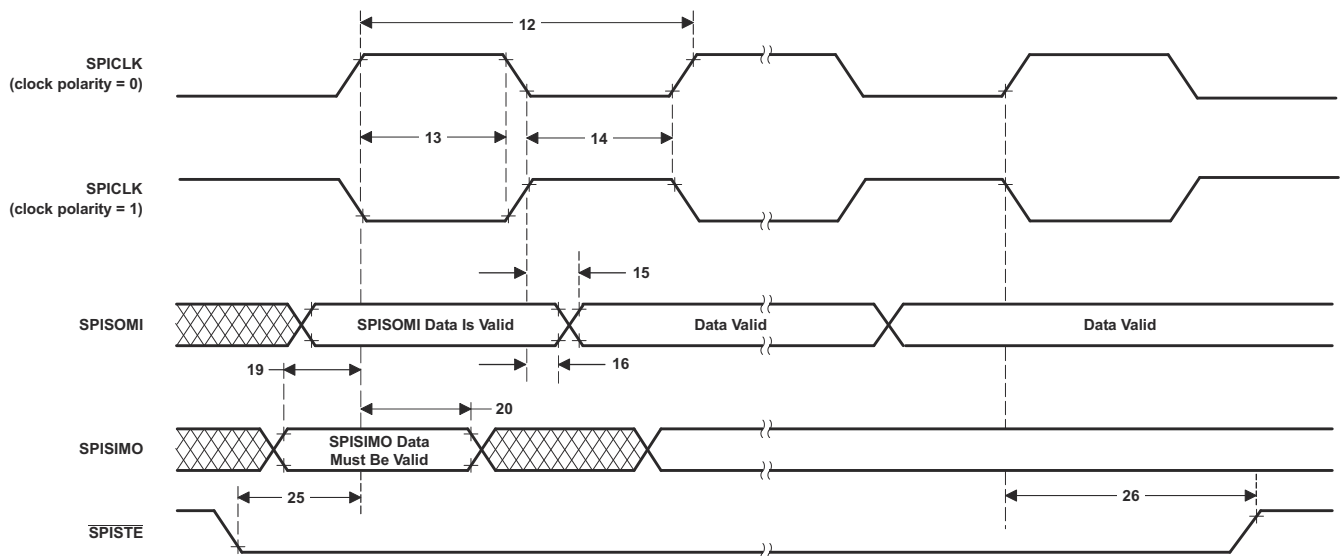 12
SPICLK
(clock polarity = 0)
13
14
SPICLK
(clock polarity = 1)
15
SPISOMI
SPISOMI Data Is Valid
Data Valid
Data Valid
16
19
20
SPISIMO
SPISIMO Data
Must Be Valid
25
26
SPISTE